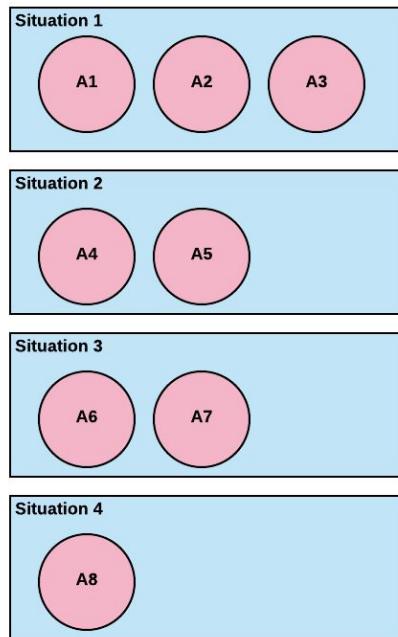 Situation 1
A1 A2 A3
Situation 2
A4 A5
Situation 3
A6 A7
Situation 4
A8